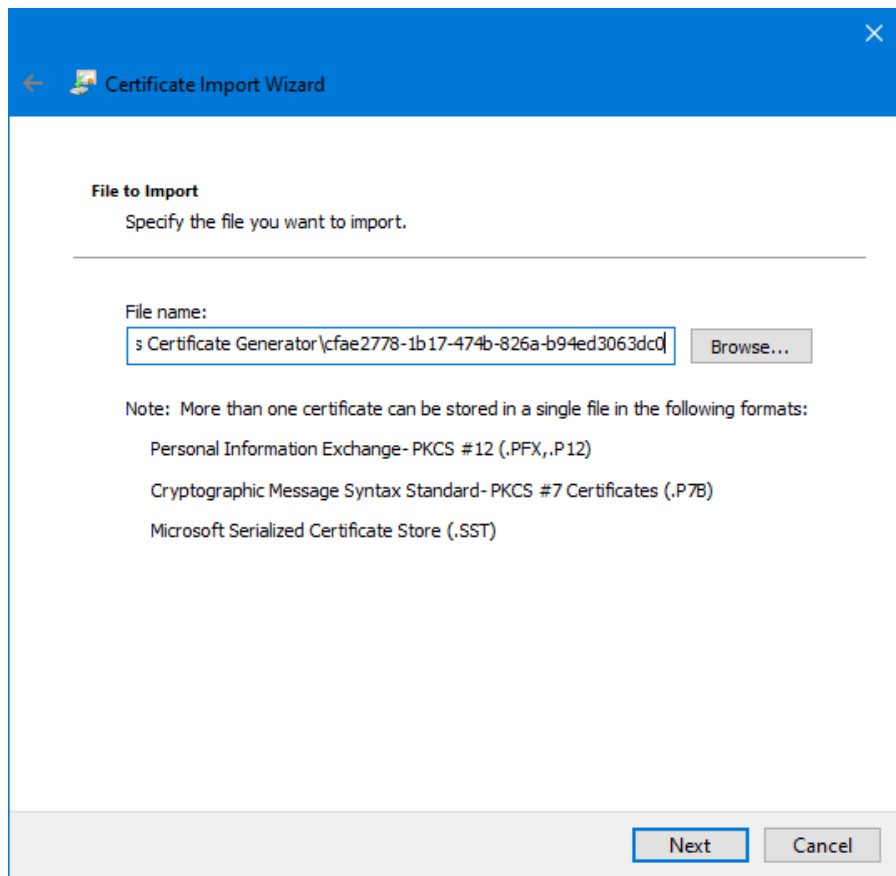 Certificate Import Wizard
File to Import
Specify the file you want to import.
File name:
s Certificate Generator\cfae2778-1b17-474b-826a-b94ed3063dc0
Browse...
Note: More than one certificate can be stored in a single file in the following formats:
Personal Information Exchange- PKCS #12 (.PFX,.P12)
Cryptographic Message Syntax Standard- PKCS #7 Certificates (.P7B)
Microsoft Serialized Certificate Store (.SST)
Next
Cancel